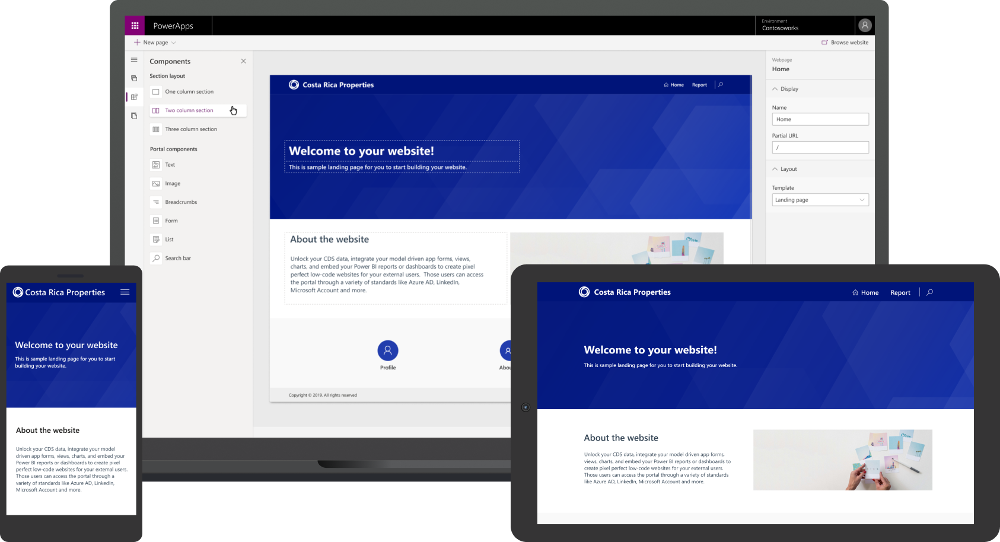 PowerApps
Environment
Contosoworks
New page
Browse website
Components
Section layout
One column section
Two column section
Three column section
Portal components
Text
Image
Breadcrumbs
Form
List
Search bar
Costa Rica Properties
Home
Report
Welcome to your website!
This is sample landing page for you to start building your website.
About the website
Unlock your CDS data, integrate your model driven app forms, views,
charts, and embed your Power BI reports or dashboards to create pixel
perfect low-code websites for your external users.  Those users can access
the portal through a variety of standards like Azure AD, LinkedIn,
Microsoft Account and more.
Profile
Abou
Copyright © 2019. All rights reserved
Webpage
Home
Display
Name
Home
Partial URL
/
Layout
Template
Landing page
Costa Rica Properties
Welcome to your website
This is sample landing page for you to start
building your website.
About the website
Unlock your CDS data, integrate your model
driven app forms, views, charts, and embed your
Power BI reports or dashboards to create pixel
perfect low-code websites for your external users.
Those users can access the portal through a
variety of standards like Azure AD, LinkedIn,
Microsoft Account and more.
Costa Rica Properties
Home
Report
Welcome to your website!
This is sample landing page for you to start building your website.
About the website
Unlock your CDS data, integrate your model driven app forms,
views, charts, and embed your Power BI reports or dashboards to
create pixel perfect low-code websites for your external users.
Those users can access the portal through a variety of standards
like Azure AD, LinkedIn, Microsoft Account and more.